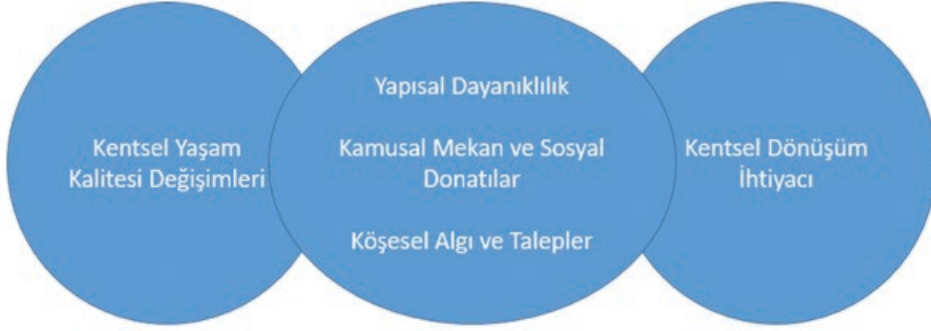 Kentsel Yaşam
Kalitesi Değişimleri
Yapısal Dayanıklılık
Kamusal Mekan ve Sosyal
Donatılar
Köşesel Algı ve Talepler
Kentsel Dönüşüm
İhtiyacı